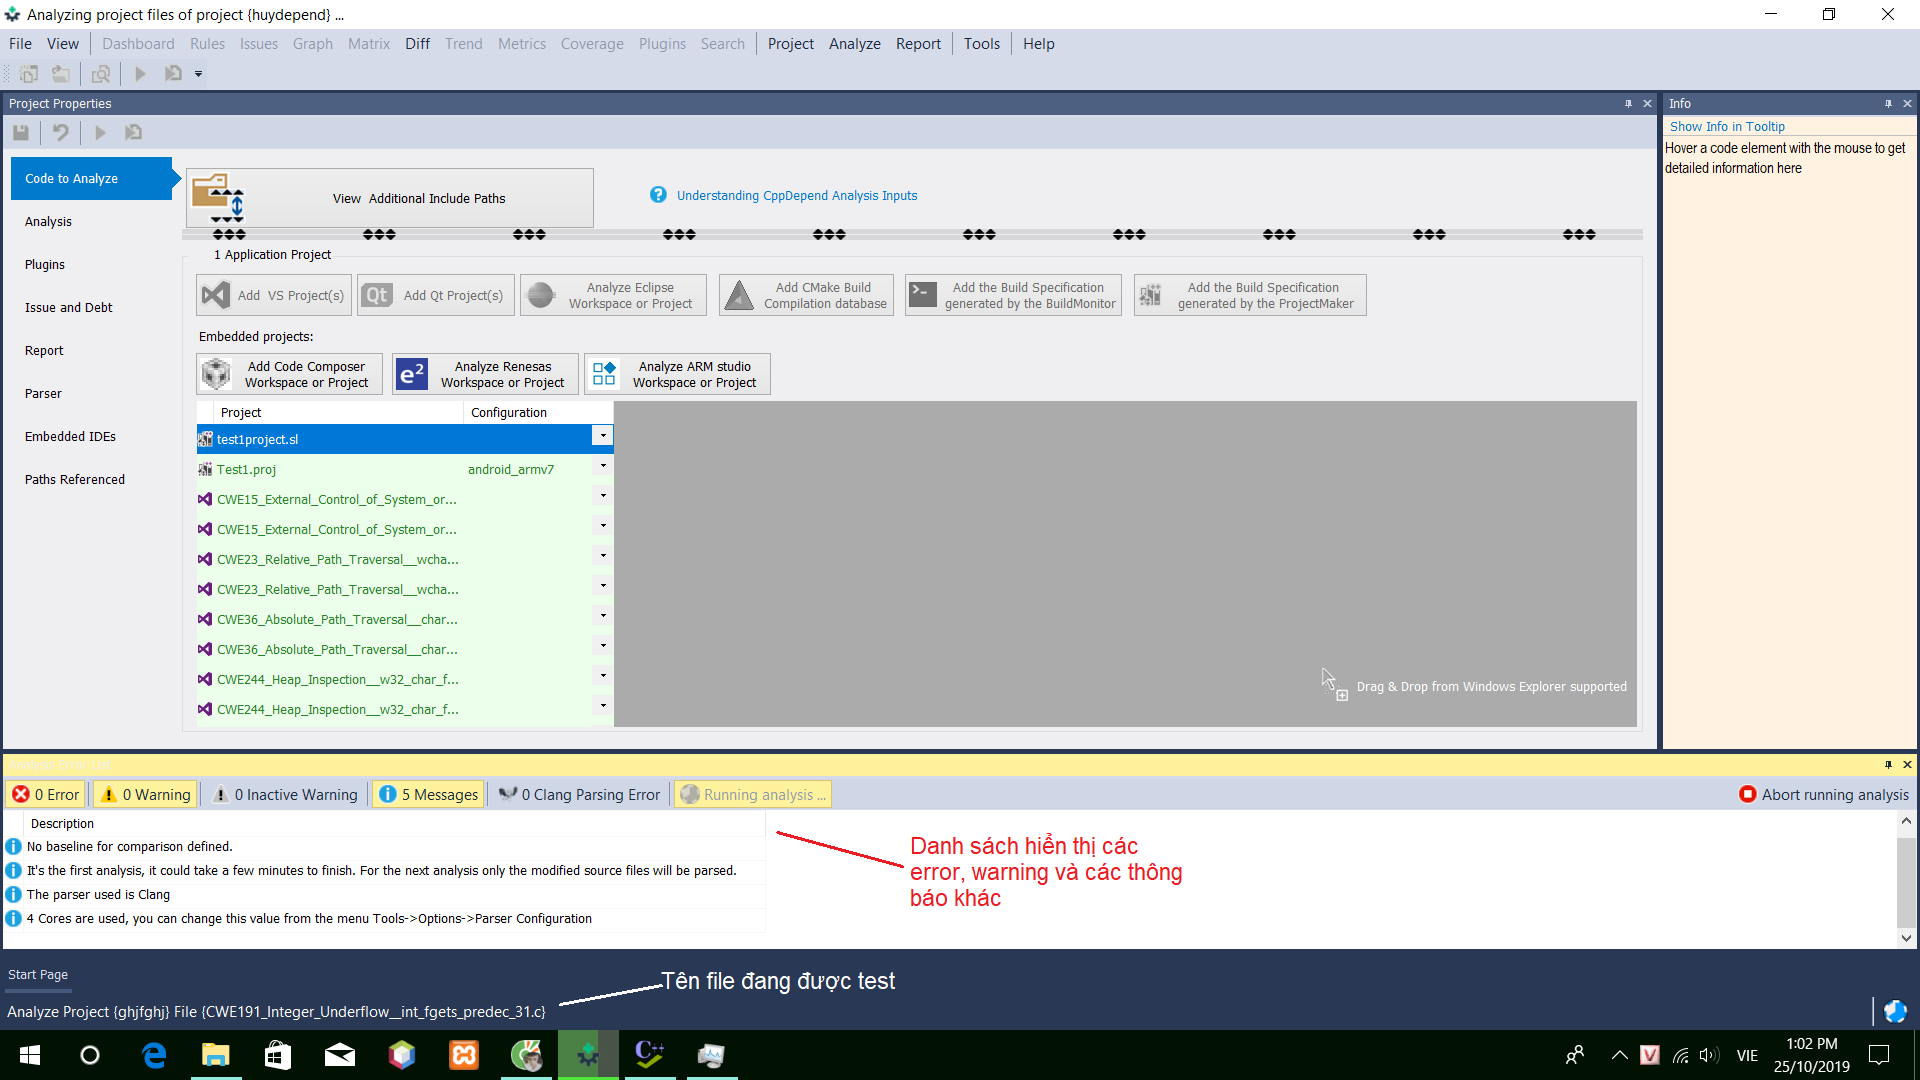 Analyzing project files of project {huydepend} ...
File View Dashboard Rules Issues Graph Matrix Diff Trend Metrics Coverage Plugins Search Project Analyze Report Tools Help
Project Properties
Info
Show Info in Tooltip
Hover a code element with the mouse to get
detailed information here
Code to Analyze
Analysis
Plugins
Issue and Debt
Report
Parser
Embedded IDEs
Paths Referenced
View Additional Include Paths
Understanding CppDepend Analysis Inputs
1 Application Project
Add VS Project(s)
Qt Add Qt Project(s)
Analyze Eclipse
Workspace or Project
Add CMake Build
Compilation database
Add the Build Specification
generated by the BuildMonitor
Add the Build Specification
generated by the ProjectMaker
Embedded projects:
Add Code Composer
Workspace or Project
e²
Analyze Renesas
Workspace or Project
Analyze ARM studio
Workspace or Project
Project Configuration
test1project.sl
Test1.proj android_armv7
CWE15_External_Control_of_System_or...
CWE15_External_Control_of_System_or...
CWE23_Relative_Path_Traversal__wcha...
CWE23_Relative_Path_Traversal__wcha...
CWE36_Absolute_Path_Traversal__char...
CWE36_Absolute_Path_Traversal__char...
CWE244_Heap_Inspection__w32_char_f...
CWE244_Heap_Inspection__w32_char_f...
Drag & Drop from Windows Explorer supported
0 Error 0 Warning 0 Inactive Warning 5 Messages 0 Clang Parsing Error Running analysis ... Abort running analysis
Description
No baseline for comparison defined.
It's the first analysis, it could take a few minutes to finish. For the next analysis only the modified source files will be parsed.
The parser used is Clang
4 Cores are used, you can change this value from the menu Tools->Options->Parser Configuration
Danh sách hiển thị các
error, warning và các thông
báo khác
Start Page
Tên file đang được test
Analyze Project {ghjfghj} File {CWE191_Integer_Underflow__int_fgets_predec_31.c}
C++
VIE
1:02 PM
25/10/2019